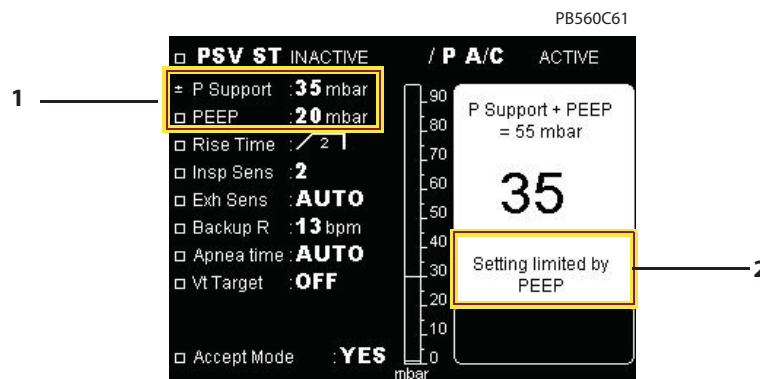 PB560C61
PSV ST INACTIVE / P A/C ACTIVE
1
± P Support :35 mbar
PEEP :20 mbar
Rise Time : 2
Insp Sens :2
Exh Sens :AUTO
Backup R :13 bpm
Apnea time :AUTO
Vt Target :OFF
Accept Mode :YES
90
80
70
60
50
40
30
20
10
0
mbar
P Support + PEEP
= 55 mbar
35
Setting limited by
PEEP
2